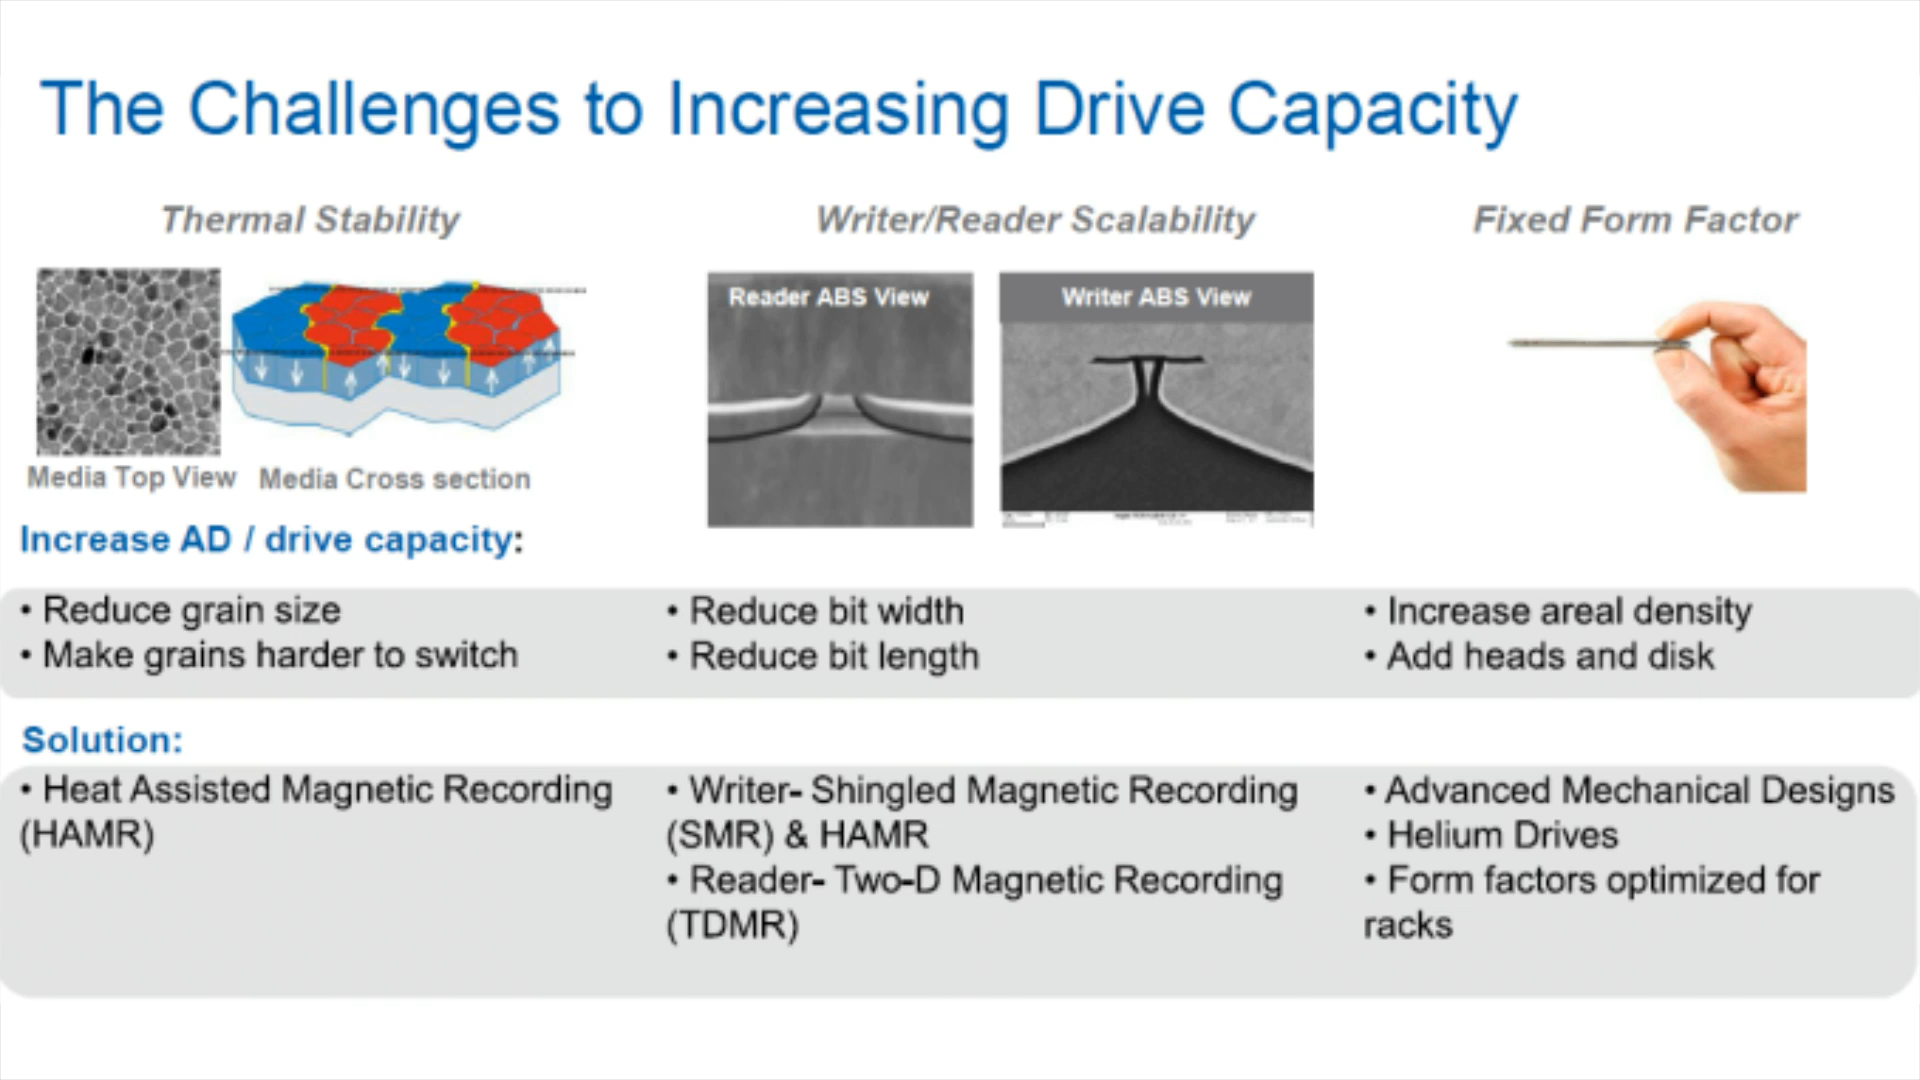 The Challenges to Increasing Drive Capacity
Thermal Stability
Writer/Reader Scalability
Fixed Form Factor
Reader ABS View
Writer ABS View
Media Top View
Media Cross section
Increase AD / drive capacity:
• Reduce grain size
• Make grains harder to switch
• Reduce bit width
• Reduce bit length
• Increase areal density
• Add heads and disk
Solution:
• Heat Assisted Magnetic Recording
(HAMR)
• Writer- Shingled Magnetic Recording
(SMR) & HAMR
• Reader- Two-D Magnetic Recording
(TDMR)
• Advanced Mechanical Designs
• Helium Drives
• Form factors optimized for
racks